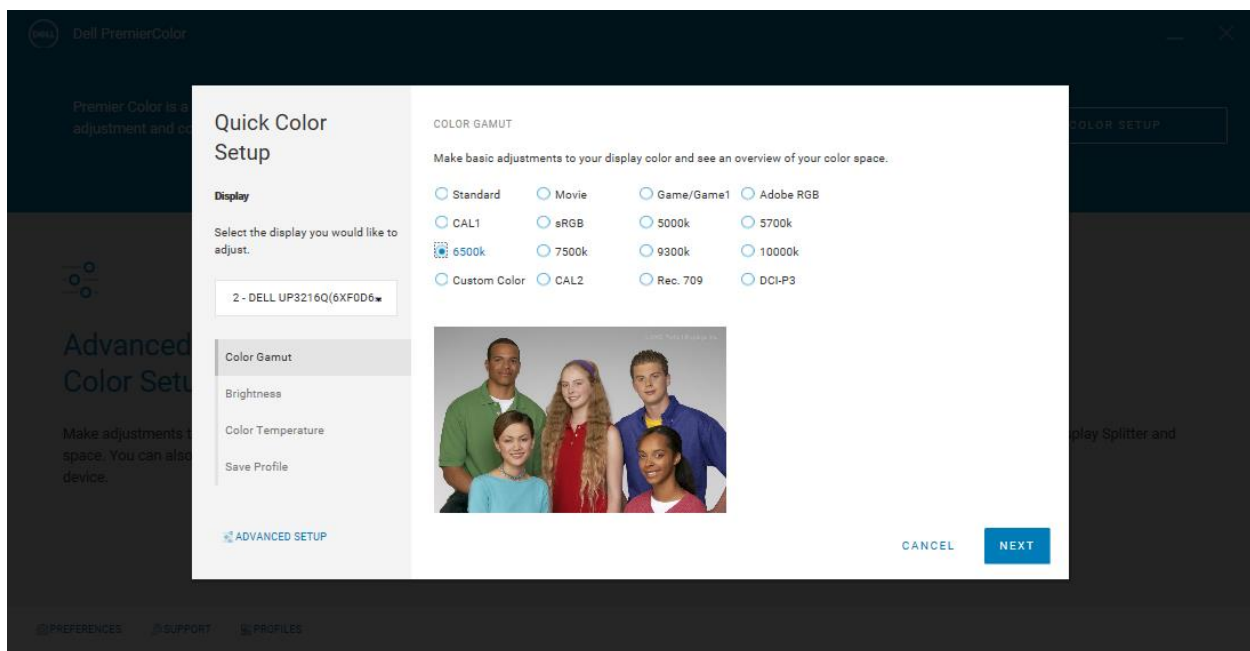 DELL
Dell PremierColor
Premier Color is a
adjustment and co
COLOR SETUP
Quick Color
Setup
Display
Select the display you would like to
adjust.
2 - DELL UP3216Q(6XF0D6
Color Gamut
Brightness
Color Temperature
Save Profile
ADVANCED SETUP
COLOR GAMUT
Make basic adjustments to your display color and see an overview of your color space.
Standard Movie Game/Game1 Adobe RGB
CAL1 sRGB 5000k 5700k
6500k 7500k 9300k 10000k
Custom Color CAL2 Rec. 709 DCI-P3
CANCEL NEXT
Advanced
Color Setu
Make adjustments t
space. You can also
device.
play Splitter and
PREFERENCES SUPPORT PROFILES